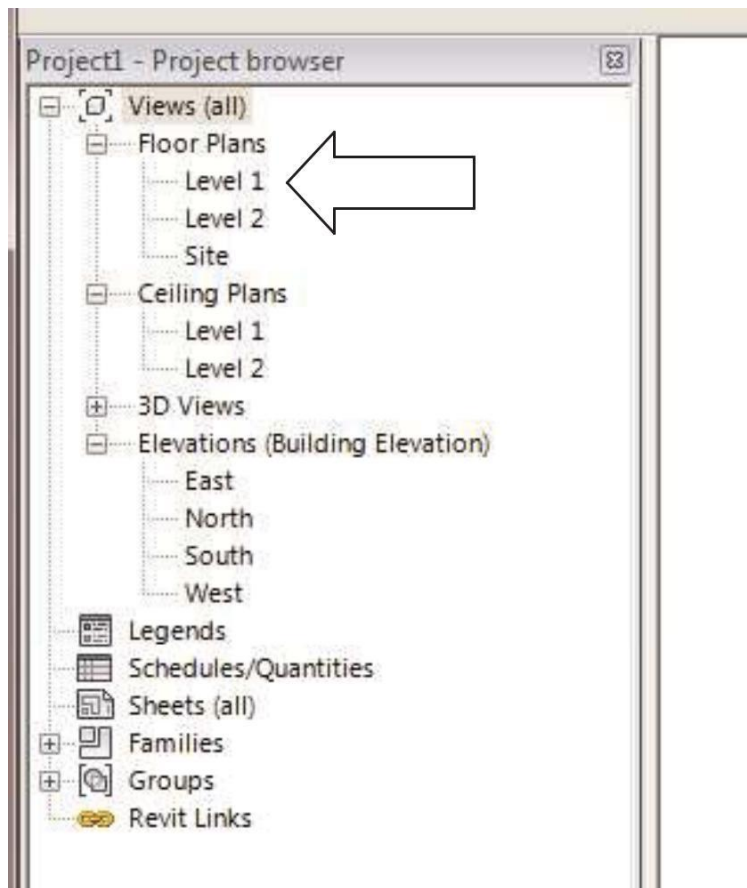 Project1 - Project browser
Views (all)
Floor Plans
Level 1
Level 2
Site
Ceiling Plans
Level 1
Level 2
3D Views
Elevations (Building Elevation)
East
North
South
West
Legends
Schedules/Quantities
Sheets (all)
Families
Groups
Revit Links